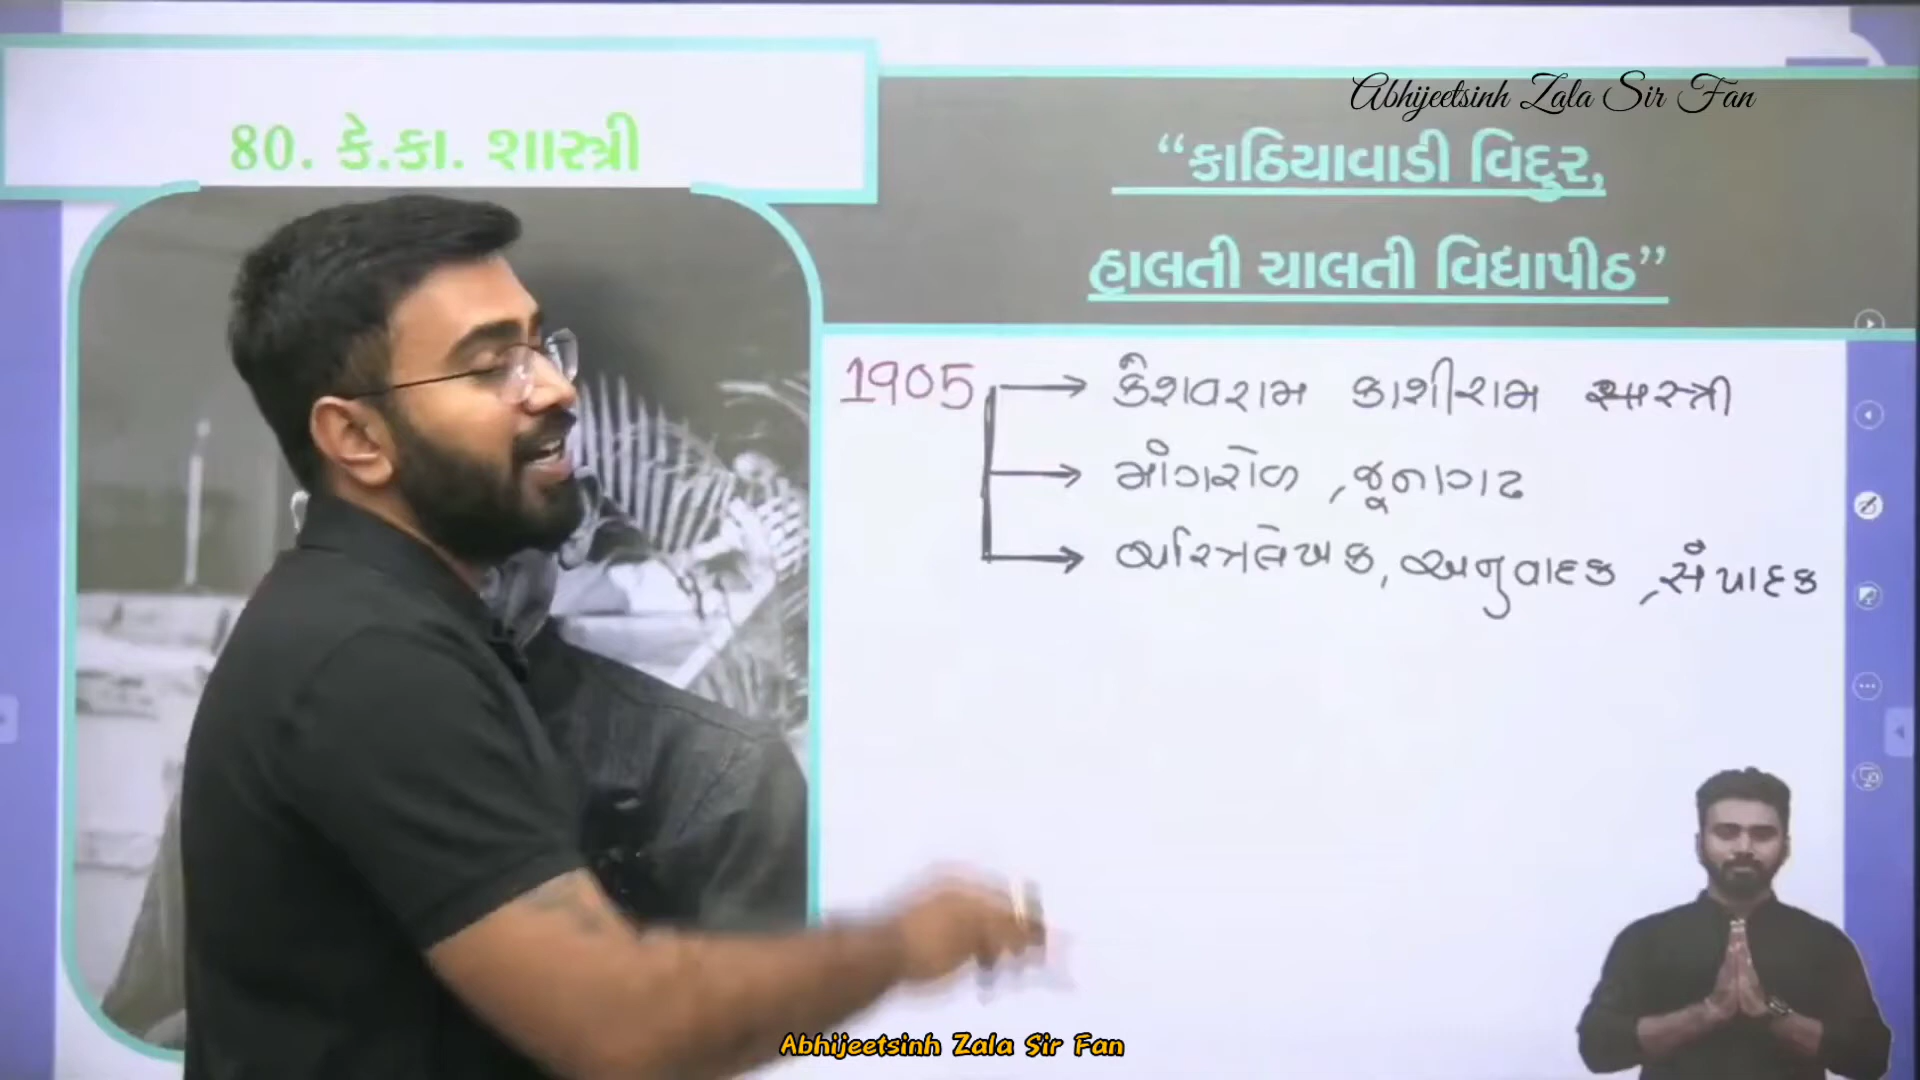 Abhijeetsinh Zala Sir Fan
80. કે.કા. શાસ્ત્રી
“કાઠિયાવાડી વિદુર,
હાલતી ચાલતી વિદ્યાપીઠ”
1905 → કેશવરામ કાશીરામ શાસ્ત્રી
→ માંગરોળ, જૂનાગઢ
→ ચરિત્રલેખક, અનુવાદક, સંપાદક
Abhijeetsinh Zala Sir Fan